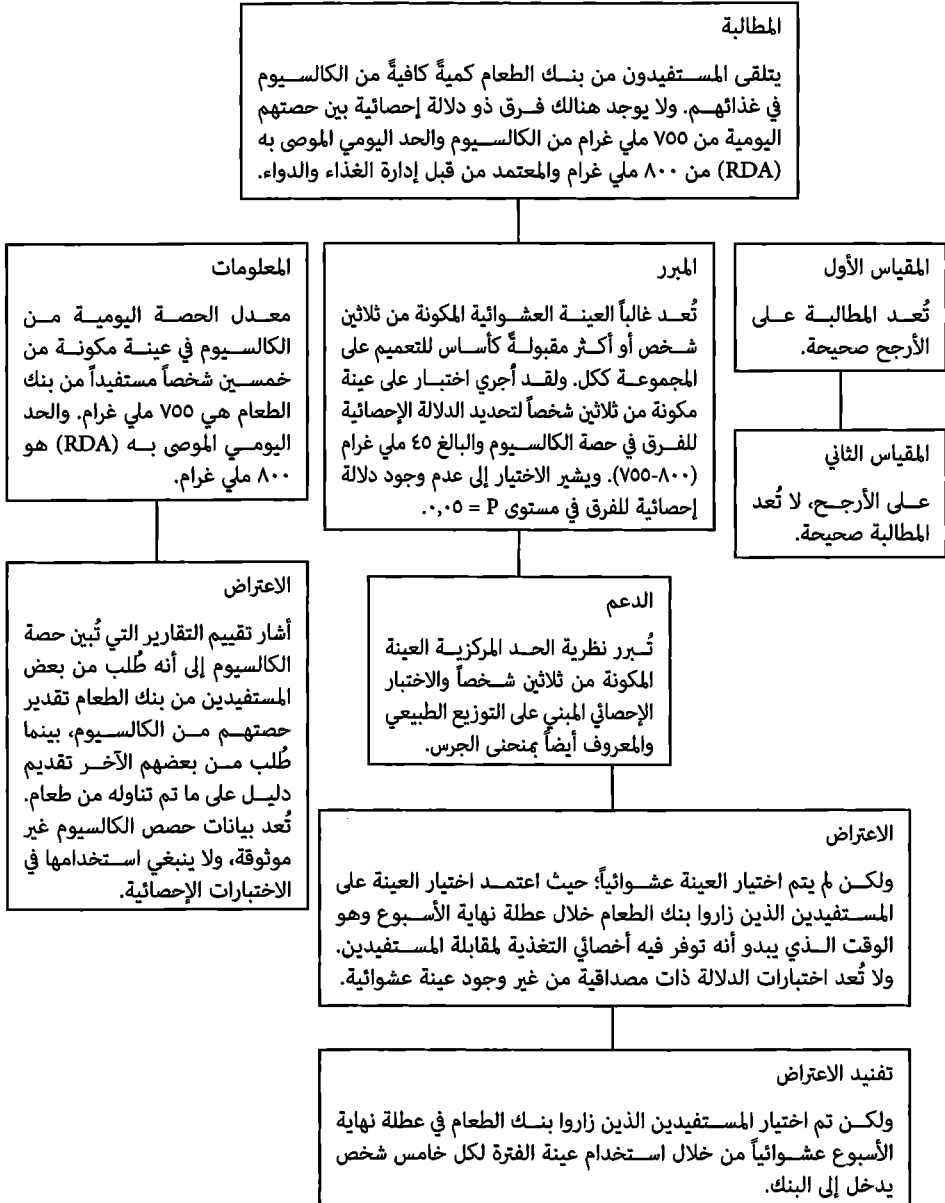 المطالبة
يتلقى المستفيدون من بنك الطعام كميةً كافيةً من الكالسيوم
في غذائهم. ولا يوجد هنالك فرق ذو دلالة إحصائية بين حصتهم
اليومية من ٧٥٥ ملي غرام من الكالسيوم والحد اليومي الموصى به
(RDA) من ٨٠٠ ملي غرام والمعتمد من قبل إدارة الغذاء والدواء.
المقياس الأول
تُعد المطالبة على
الأرجح صحيحة.
المقياس الثاني
على الأرجح، لا تُعد
المطالبة صحيحة.
المبرر
تُعد غالباً العينة العشوائية المكونة من ثلاثين
شخص أو أكثر مقبولةً كأساس للتعميم على
المجموعة ككل. ولقد أُجري اختبار على عينة
مكونة من ثلاثين شخصاً لتحديد الدلالة الإحصائية
للفرق في حصة الكالسيوم والبالغ ٤٥ ملي غرام
(٨٠٠-٧٥٥). ويشير الاختيار إلى عدم وجود دلالة
إحصائية للفرق في مستوى P = ٠,٠٥.
الدعم
تُبرر نظرية الحد المركزية العينة
المكونة من ثلاثين شخصاً والاختبار
الإحصائي المبني على التوزيع الطبيعي
والمعروف أيضاً بمنحنى الجرس.
الاعتراض
ولكن لم يتم اختيار العينة عشوائياً؛ حيث اعتمد اختيار العينة على
المستفيدين الذين زاروا بنك الطعام خلال عطلة نهاية الأسبوع وهو
الوقت الذي يبدو أنه توفر فيه أخصائي التغذية لمقابلة المستفيدين.
ولا تُعد اختبارات الدلالة ذات مصداقية من غير وجود عينة عشوائية.
تفنيد الاعتراض
ولكن تم اختيار المستفيدين الذين زاروا بنك الطعام في عطلة نهاية
الأسبوع عشوائياً من خلال استخدام عينة الفترة لكل خامس شخص
يدخل إلى البنك.
المعلومات
معدل الحصة اليومية من
الكالسيوم في عينة مكونة من
خمسين شخصاً مستفيداً من بنك
الطعام هي ٧٥٥ ملي غرام. والحد
اليومي الموصى به (RDA) هو
٨٠٠ ملي غرام.
الاعتراض
أشار تقييم التقارير التي تُبين حصة
الكالسيوم إلى أنه طُلب من بعض
المستفيدين من بنك الطعام تقدير
حصتهم من الكالسيوم، بينما
طُلب من بعضهم الآخر تقديم
دليل على ما تم تناوله من طعام.
تُعد بيانات حصص الكالسيوم غير
موثوقة، ولا ينبغي استخدامها في
الاختبارات الإحصائية.